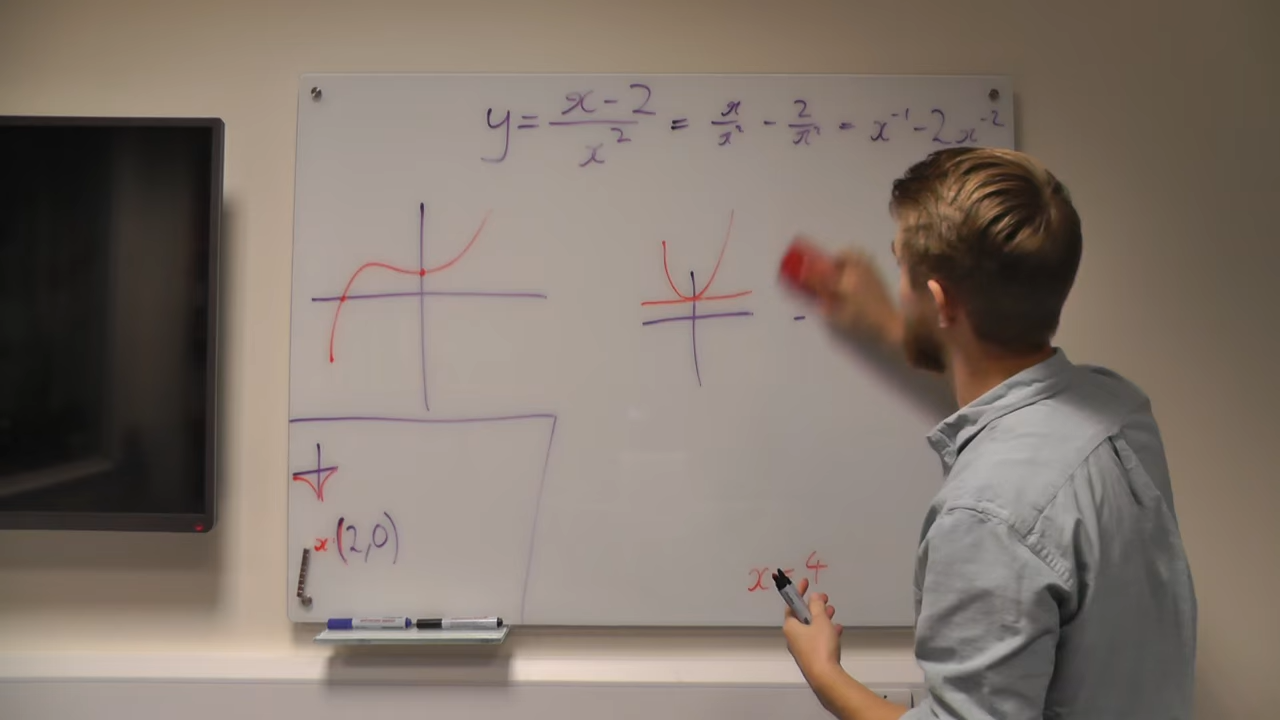 y = x-2/x² = x/x² - 2/x² = x⁻¹ - 2x⁻²
x (2,0)
x = 4